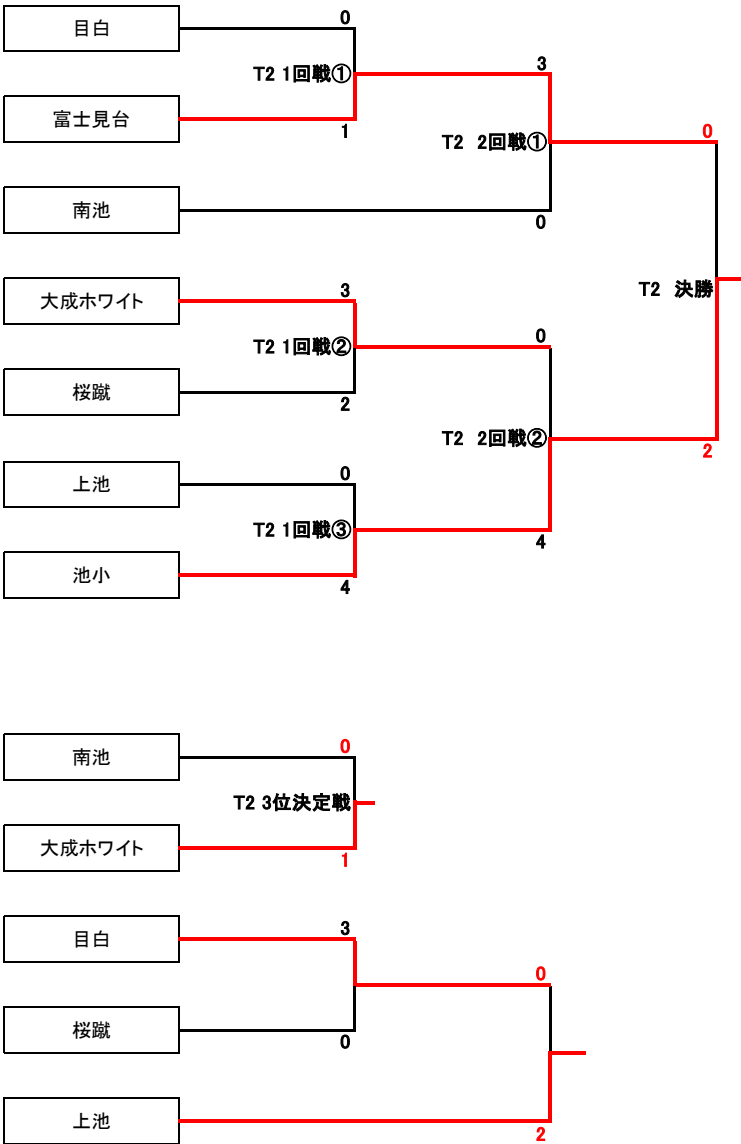 目白
0
T2 1回戦①
3
富士見台
1
T2 2回戦①
0
南池
0
大成ホワイト
3
T2 決勝
T2 1回戦②
0
桜蹴
2
T2 2回戦②
2
上池
0
T2 1回戦③
4
池小
4
南池
0
T2 3位決定戦
大成ホワイト
1
目白
3
0
桜蹴
0
上池
2